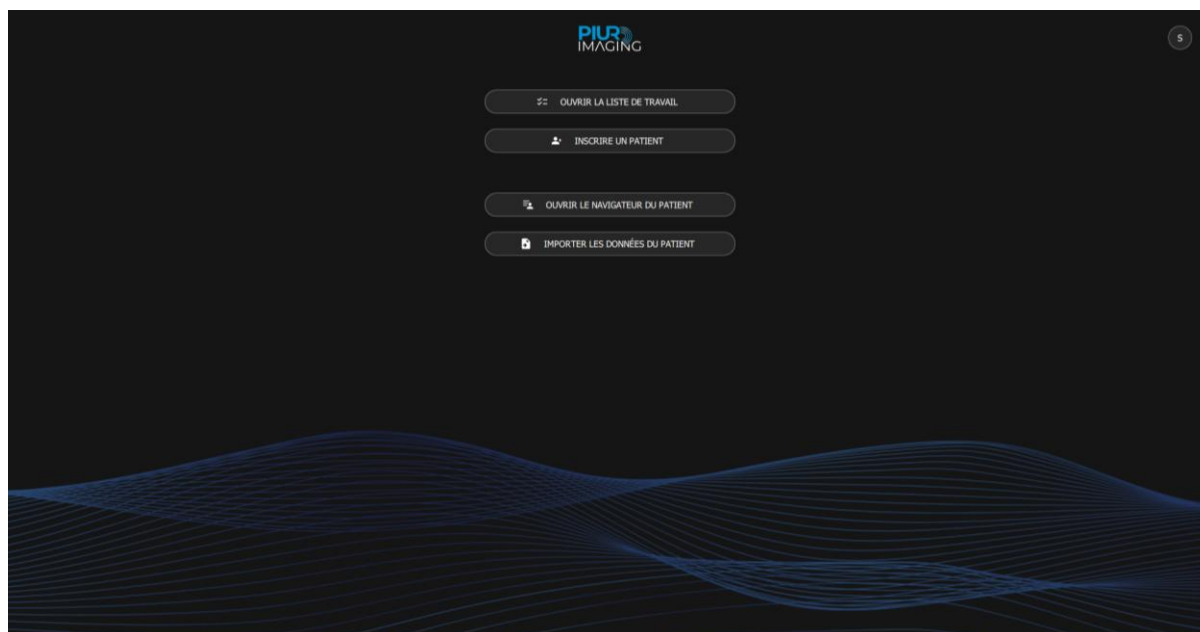 PIUR
IMAGING
S
OUVRIR LA LISTE DE TRAVAIL
INSCRIRE UN PATIENT
OUVRIR LE NAVIGATEUR DU PATIENT
IMPORTER LES DONNÉES DU PATIENT